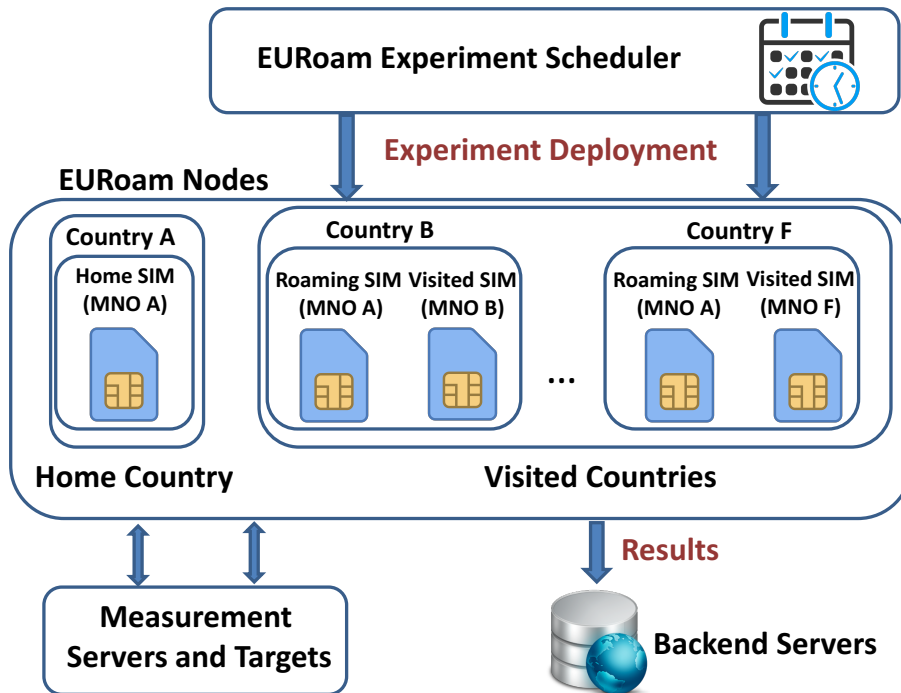 EURoam Experiment Scheduler
Experiment Deployment
EURoam Nodes
Country A
Home SIM
(MNO A)
Country B
Roaming SIM
(MNO A)
Visited SIM
(MNO B)
...
Country F
Roaming SIM
(MNO A)
Visited SIM
(MNO F)
Home Country
Visited Countries
Results
Measurement
Servers and Targets
Backend Servers